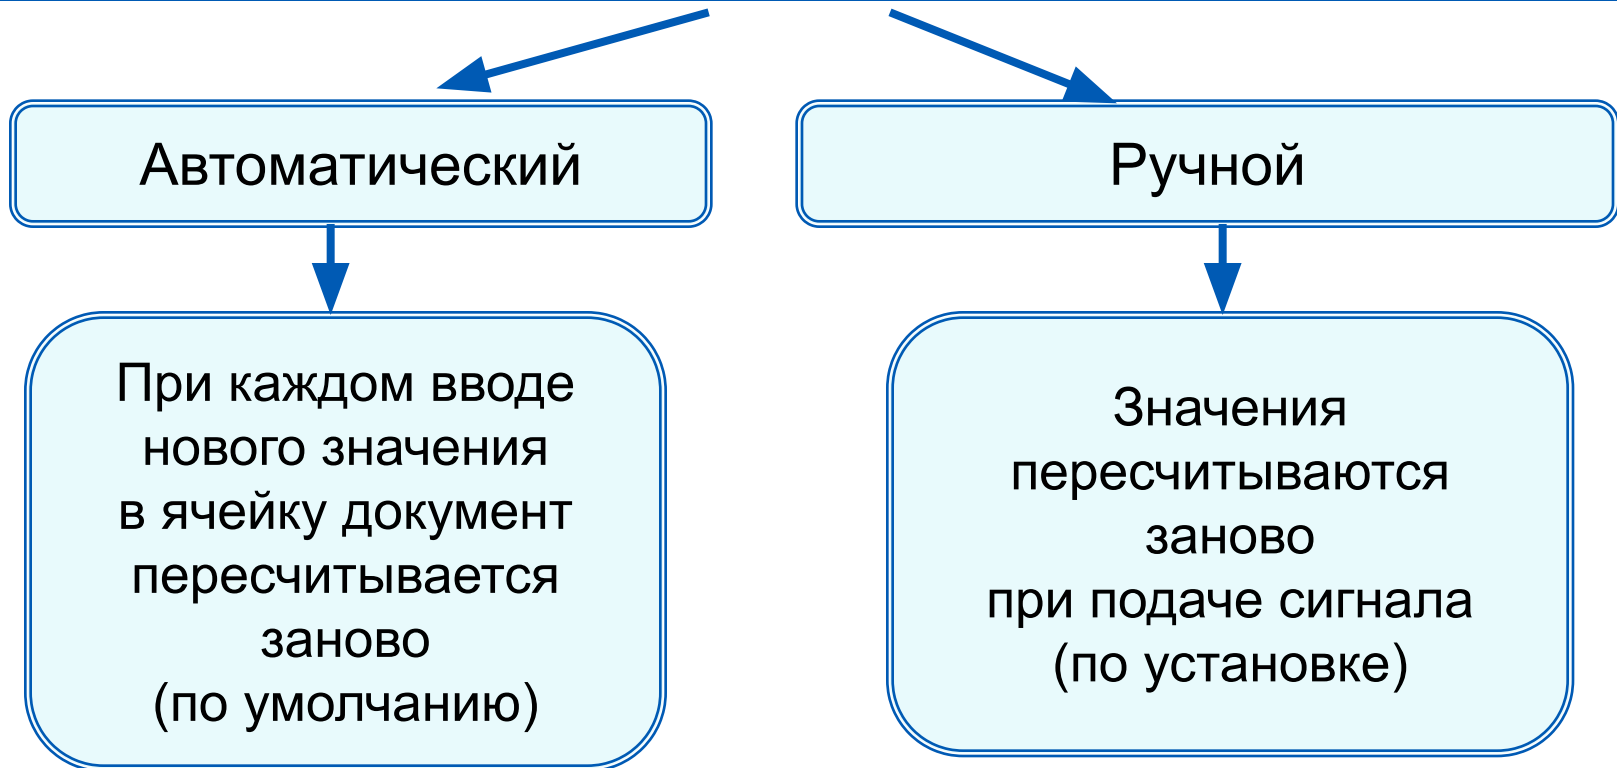 Автоматический
Ручной
При каждом вводе
нового значения
в ячейку документ
пересчитывается
заново
(по умолчанию)
Значения
пересчитываются
заново
при подаче сигнала
(по установке)